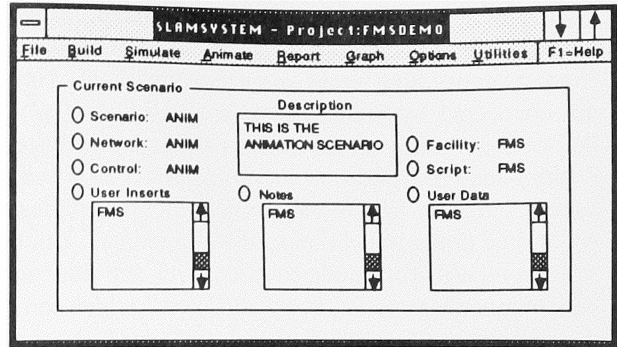 SLAMSYSTEM - Project:FMSDEMO
File Build Simulate Animate Report Graph Options Utilities F1=Help
Current Scenario
Description
Scenario: ANIM
THIS IS THE
ANIMATION SCENARIO
Network: ANIM
Facility: FMS
Control: ANIM
Script: FMS
User Inserts
Notes
User Data
FMS
FMS
FMS